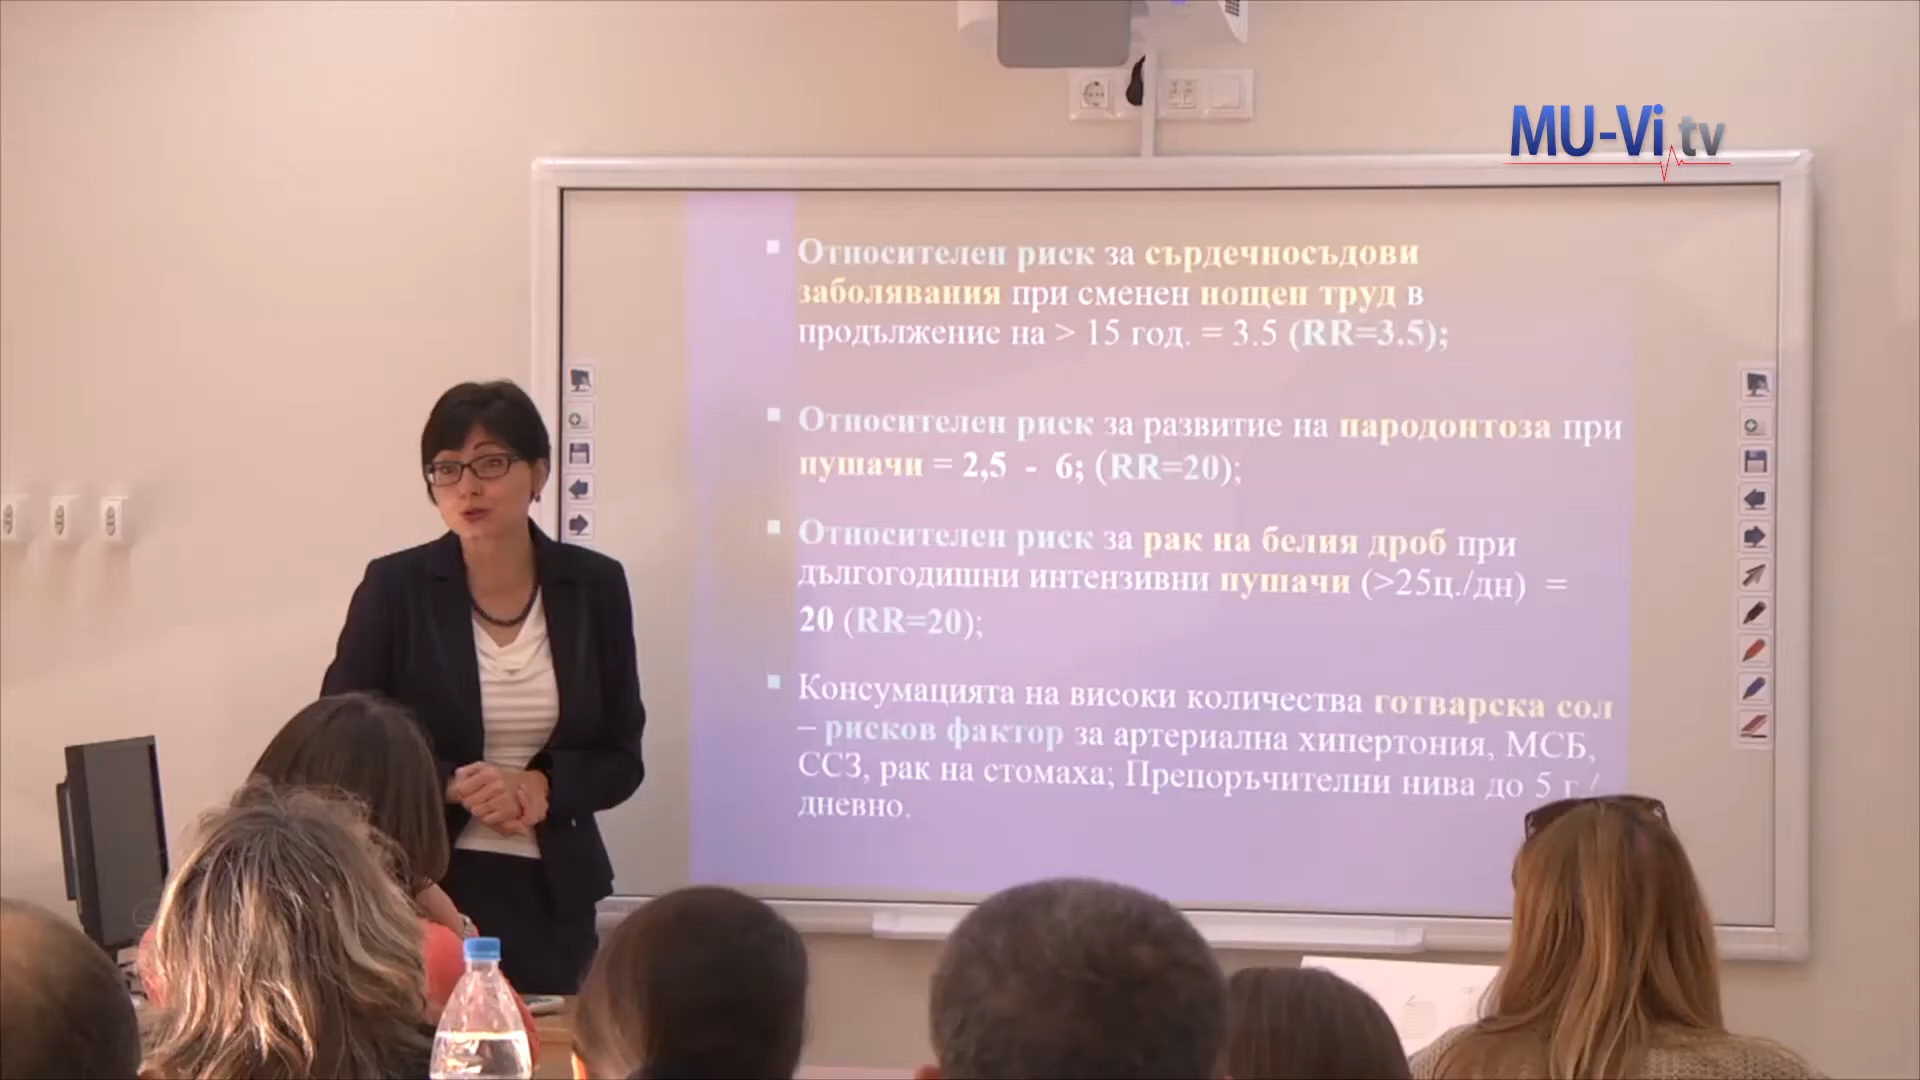 MU-Vi.tv
Относителен риск за сърдечносъдови
заболявания при сменен нощен труд в
продължение на > 15 год. = 3.5 (RR=3.5);
Относителен риск за развитие на пародонтоза при
пушачи = 2,5 - 6; (RR=20);
Относителен риск за рак на белия дроб при
дългогодишни интензивни пушачи (>25ц./дн) =
20 (RR=20);
Консумацията на високи количества готварска сол
– рисков фактор за артериална хипертония, МСБ,
ССЗ, рак на стомаха; Препоръчителни нива до 5 г /
дневно.